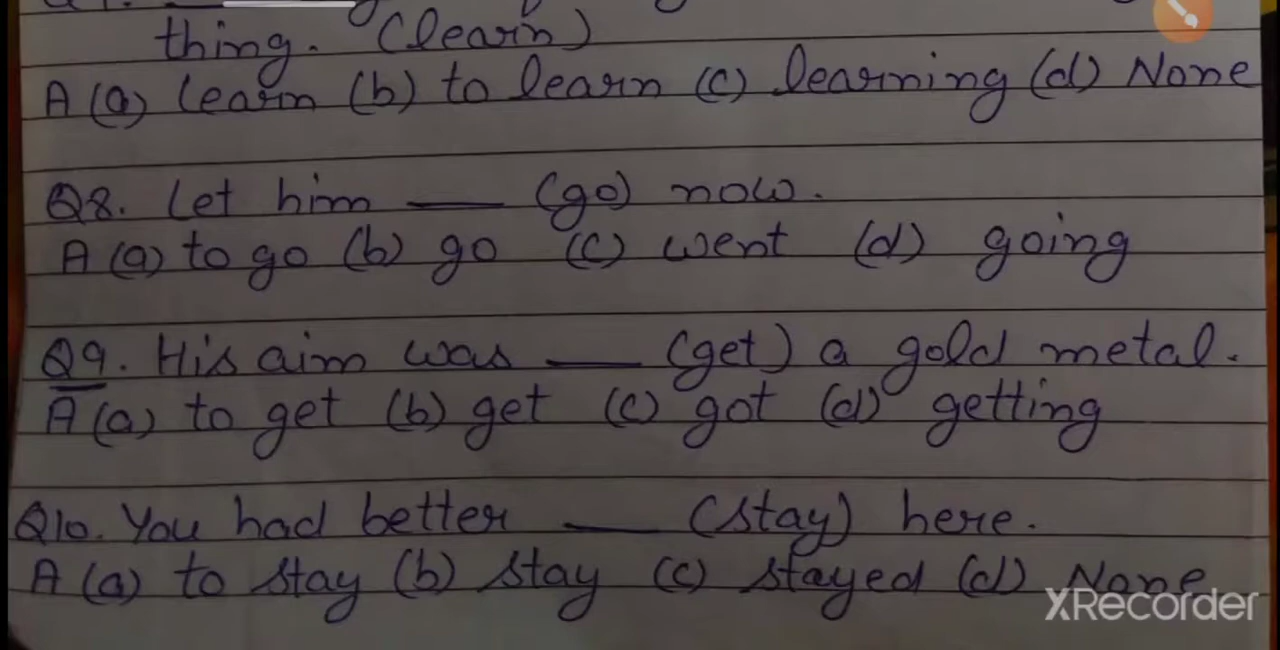 thing. (learn)
A (a) learn (b) to learn (c) learning (d) None
Q8. Let him ___ (go) now.
A (a) to go (b) go (c) went (d) going
Q9. His aim was ___ (get) a gold metal.
A (a) to get (b) get (c) got (d) getting
Q10. You had better ___ (stay) here.
A (a) to stay (b) stay (c) stayed (d) None
XRecorder